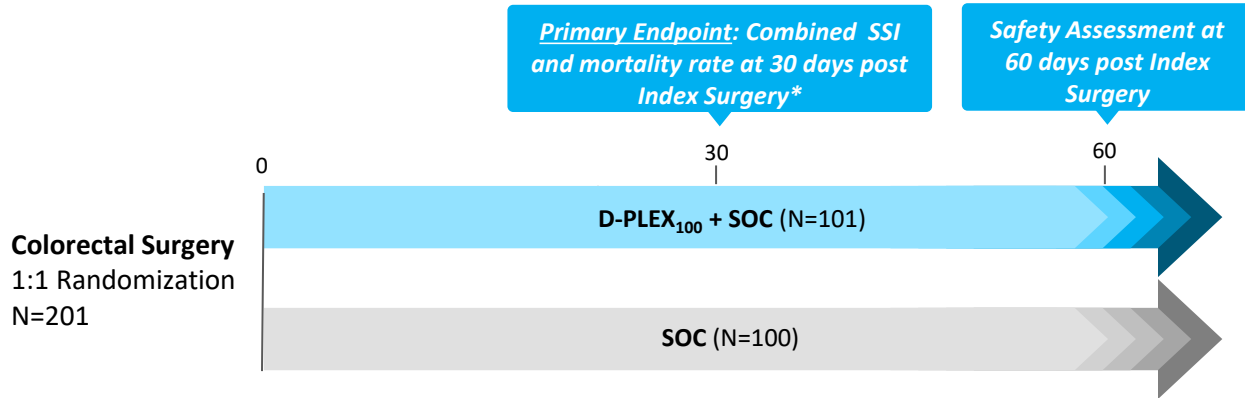 Primary Endpoint: Combined SSI
and mortality rate at 30 days post
Index Surgery*
Safety Assessment at
60 days post Index
Surgery
0
30
60
D-PLEX100 + SOC (N=101)
Colorectal Surgery
1:1 Randomization
N=201
SOC (N=100)